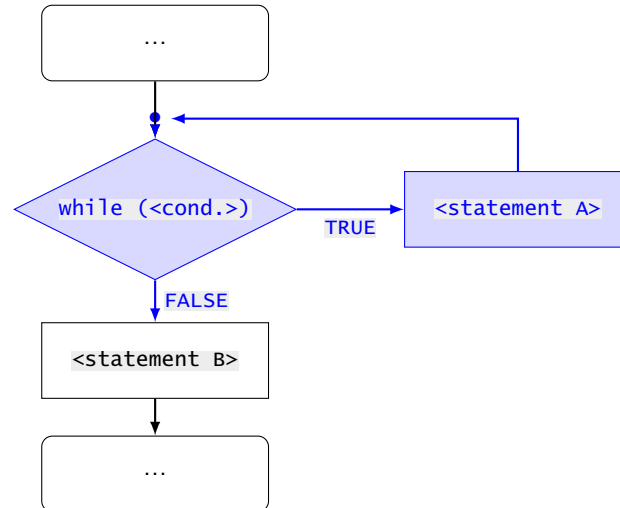 ...
while (<cond.>)
TRUE
<statement A>
FALSE
<statement B>
...